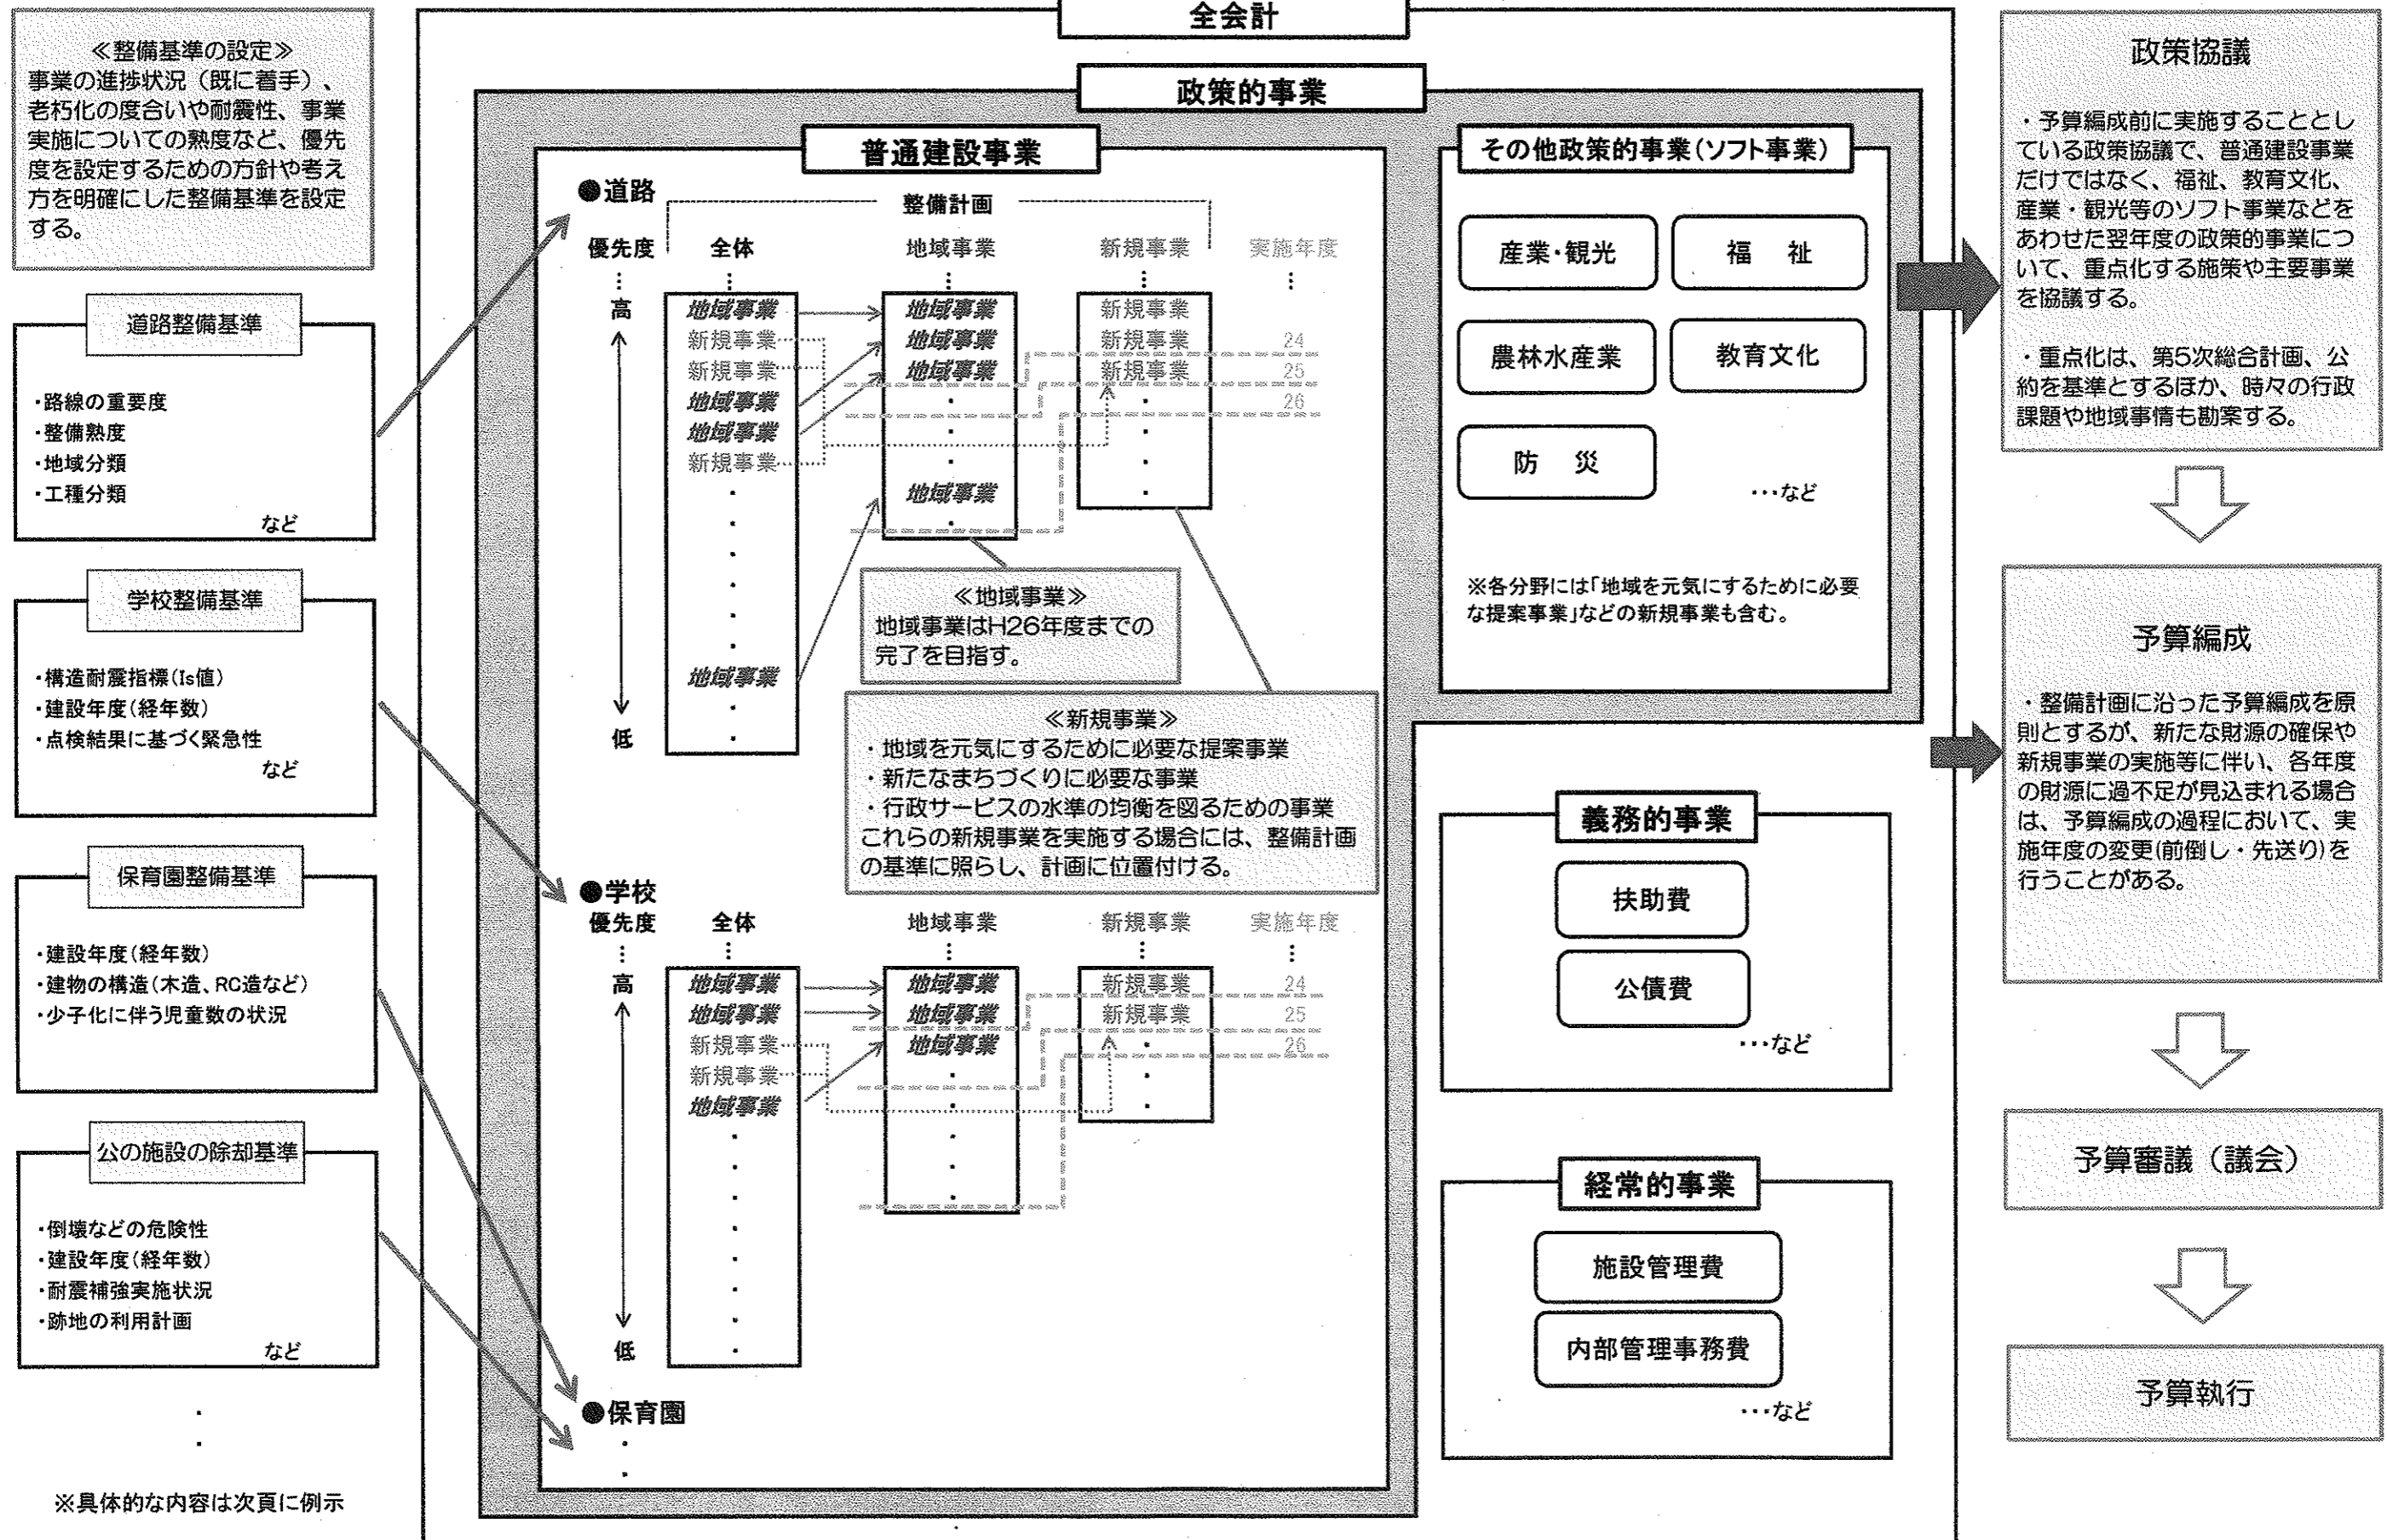 全会計
≪整備基準の設定≫
事業の進捗状況（既に着手）、
老朽化の度合いや耐震性、事業
実施についての熟度など、優先
度を設定するための方針や考え
方を明確にした整備基準を設定
する。
道路整備基準
・路線の重要度
・整備熟度
・地域分類
・工種分類
など
学校整備基準
・構造耐震指標(Is値)
・建設年度(経年数)
・点検結果に基づく緊急性
など
保育園整備基準
・建設年度(経年数)
・建物の構造(木造、RC造など)
・少子化に伴う児童数の状況
公の施設の除却基準
・倒壊などの危険性
・建設年度(経年数)
・耐震補強実施状況
・跡地の利用計画
など
・
・
※具体的な内容は次頁に例示
政策的事業
普通建設事業
●道路
整備計画
優先度 全体 地域事業 新規事業 実施年度
⋮ ⋮ ⋮ ⋮ ⋮
高 地域事業 地域事業 新規事業
新規事業 地域事業 新規事業 24
新規事業 地域事業 新規事業 25
地域事業 ・ ・ 26
地域事業 ・ ・
新規事業 ・ ・
・ 地域事業 ・
・ ・
・
・
・
・
地域事業
・
低 ・
≪地域事業≫
地域事業はH26年度までの
完了を目指す。
≪新規事業≫
・地域を元気にするために必要な提案事業
・新たなまちづくりに必要な事業
・行政サービスの水準の均衡を図るための事業
これらの新規事業を実施する場合には、整備計画
の基準に照らし、計画に位置付ける。
●学校
優先度 全体 地域事業 新規事業 実施年度
⋮ ⋮ ⋮ ⋮ ⋮
高 地域事業 地域事業 新規事業 24
地域事業 地域事業 新規事業 25
新規事業 地域事業 ・ 26
新規事業 ・ ・
地域事業 ・ ・
・ ・
・ ・
・ ・
・
・
・
・
低 ・
●保育園
・
・
その他政策的事業(ソフト事業)
産業・観光 福　祉
農林水産業 教育文化
防　災
…など
※各分野には「地域を元気にするために必要
な提案事業」などの新規事業も含む。
義務的事業
扶助費
公債費
…など
経常的事業
施設管理費
内部管理事務費
…など
政策協議
・予算編成前に実施することとし
ている政策協議で、普通建設事業
だけではなく、福祉、教育文化、
産業・観光等のソフト事業などを
あわせた翌年度の政策的事業につ
いて、重点化する施策や主要事業
を協議する。
・重点化は、第5次総合計画、公
約を基準とするほか、時々の行政
課題や地域事情も勘案する。
予算編成
・整備計画に沿った予算編成を原
則とするが、新たな財源の確保や
新規事業の実施等に伴い、各年度
の財源に過不足が見込まれる場合
は、予算編成の過程において、実
施年度の変更(前倒し・先送り)を
行うことがある。
予算審議（議会）
予算執行